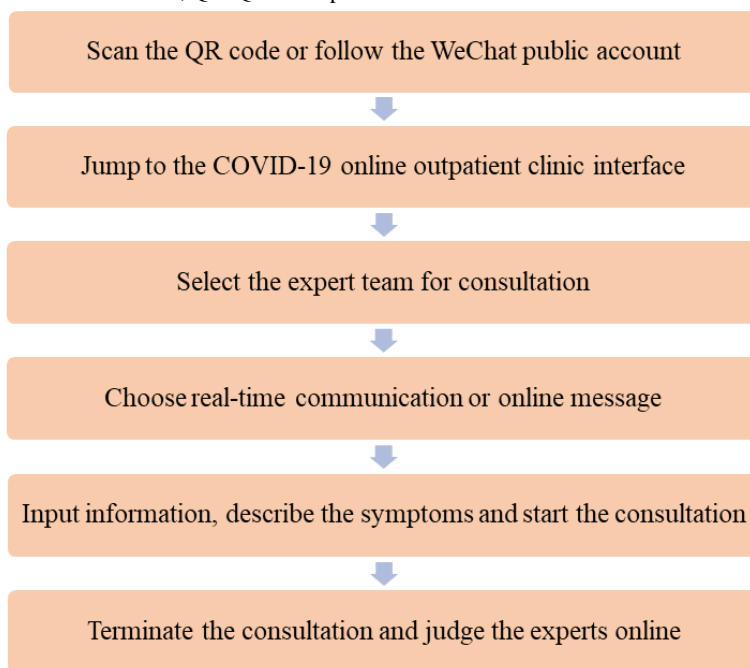 Scan the QR code or follow the WeChat public account
Jump to the COVID-19 online outpatient clinic interface
Select the expert team for consultation
Choose real-time communication or online message
Input information, describe the symptoms and start the consultation
Terminate the consultation and judge the experts online